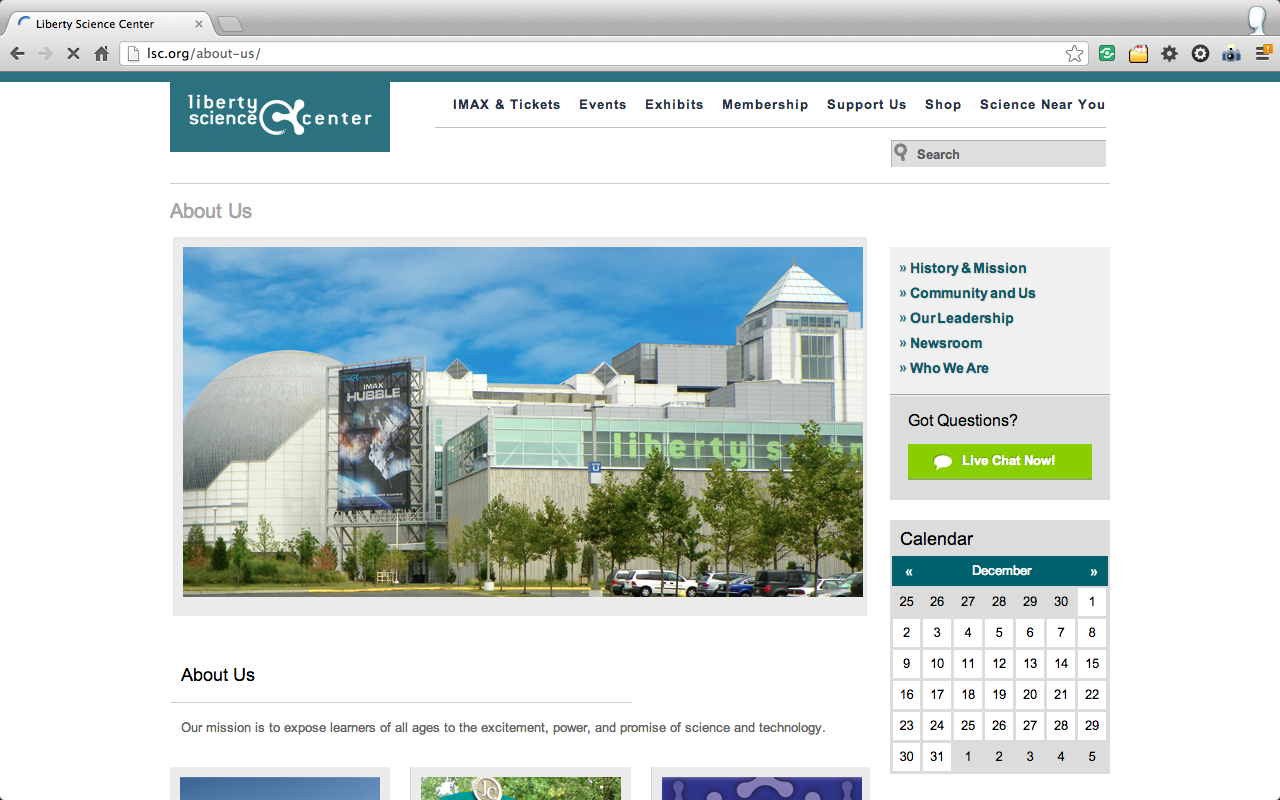 Liberty Science Center
lsc.org/about-us/
liberty
science center
IMAX & Tickets Events Exhibits Membership Support Us Shop Science Near You
Search
About Us
IMAX
HUBBLE
liberty scien
U
» History & Mission
» Community and Us
» Our Leadership
» Newsroom
» Who We Are
Got Questions?
Live Chat Now!
Calendar
« December »
25 26 27 28 29 30 1
2 3 4 5 6 7 8
9 10 11 12 13 14 15
16 17 18 19 20 21 22
23 24 25 26 27 28 29
30 31 1 2 3 4 5
About Us
Our mission is to expose learners of all ages to the excitement, power, and promise of science and technology.